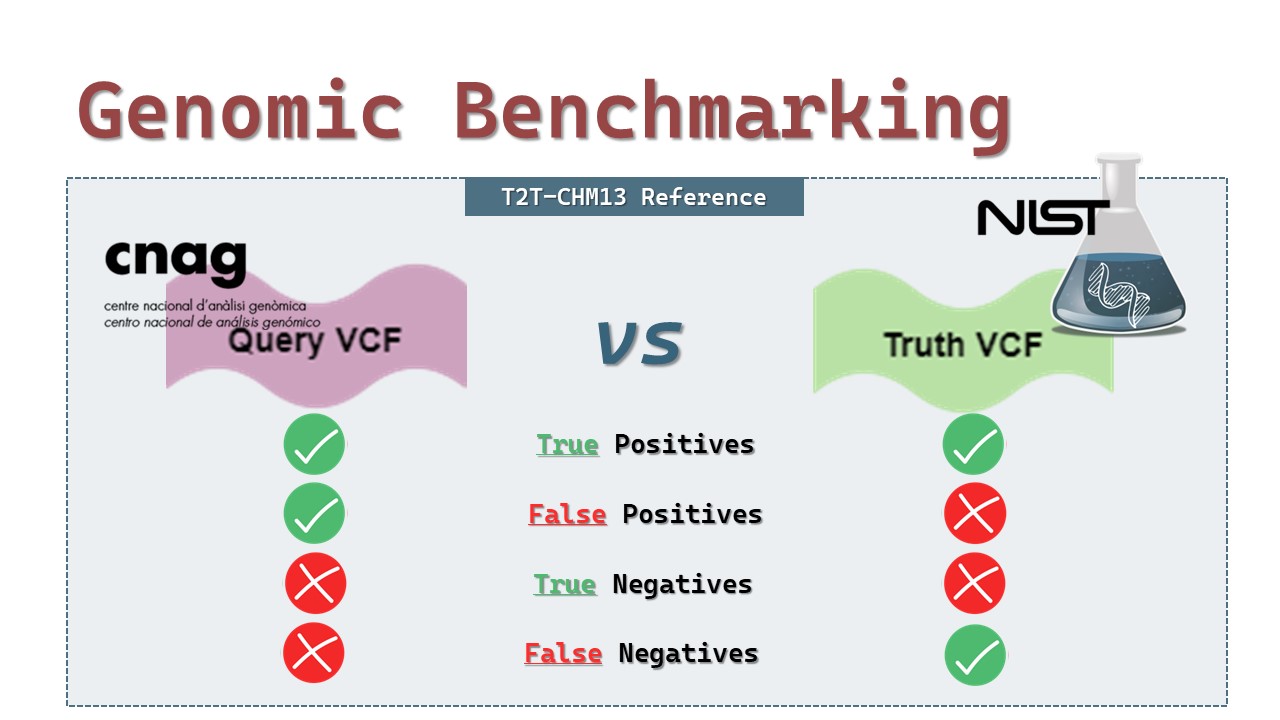 Genomic Benchmarking
T2T-CHM13 Reference
NIST
cnag
centre nacional d'anàlisi genòmica
centro nacional de análisis genómico
Query VCF
vs
Truth VCF
True Positives
False Positives
True Negatives
False Negatives